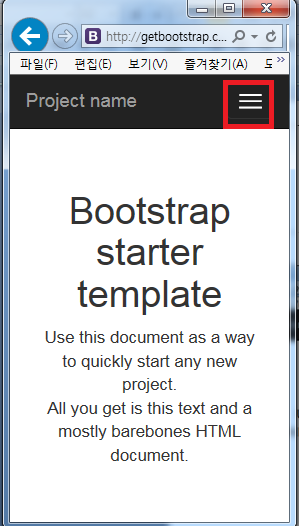 http://getbootstrap.c...
파일(F) 편집(E) 보기(V) 즐겨찾기(A)
Project name
Bootstrap
starter
template
Use this document as a way
to quickly start any new
project.
All you get is this text and a
mostly barebones HTML
document.